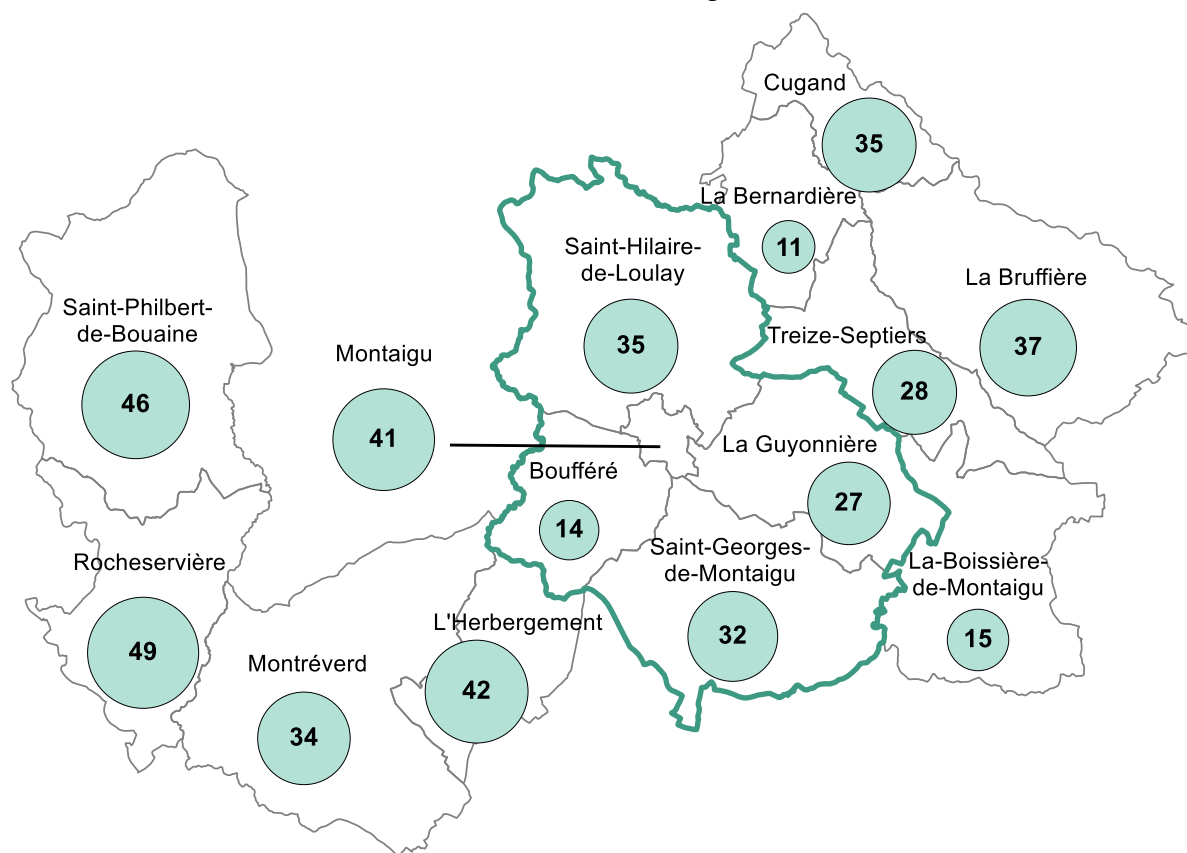 Cugand
35
La Bernardière
11
Saint-Hilaire-
de-Loulay
35
La Bruffière
37
Saint-Philbert-
de-Bouaine
46
Montaigu
41
Treize-Septiers
28
La Guyonnière
27
Boufféré
14
Saint-Georges-
de-Montaigu
32
La-Boissière-
de-Montaigu
15
Rocheservière
49
L'Herbergement
42
Montréverd
34